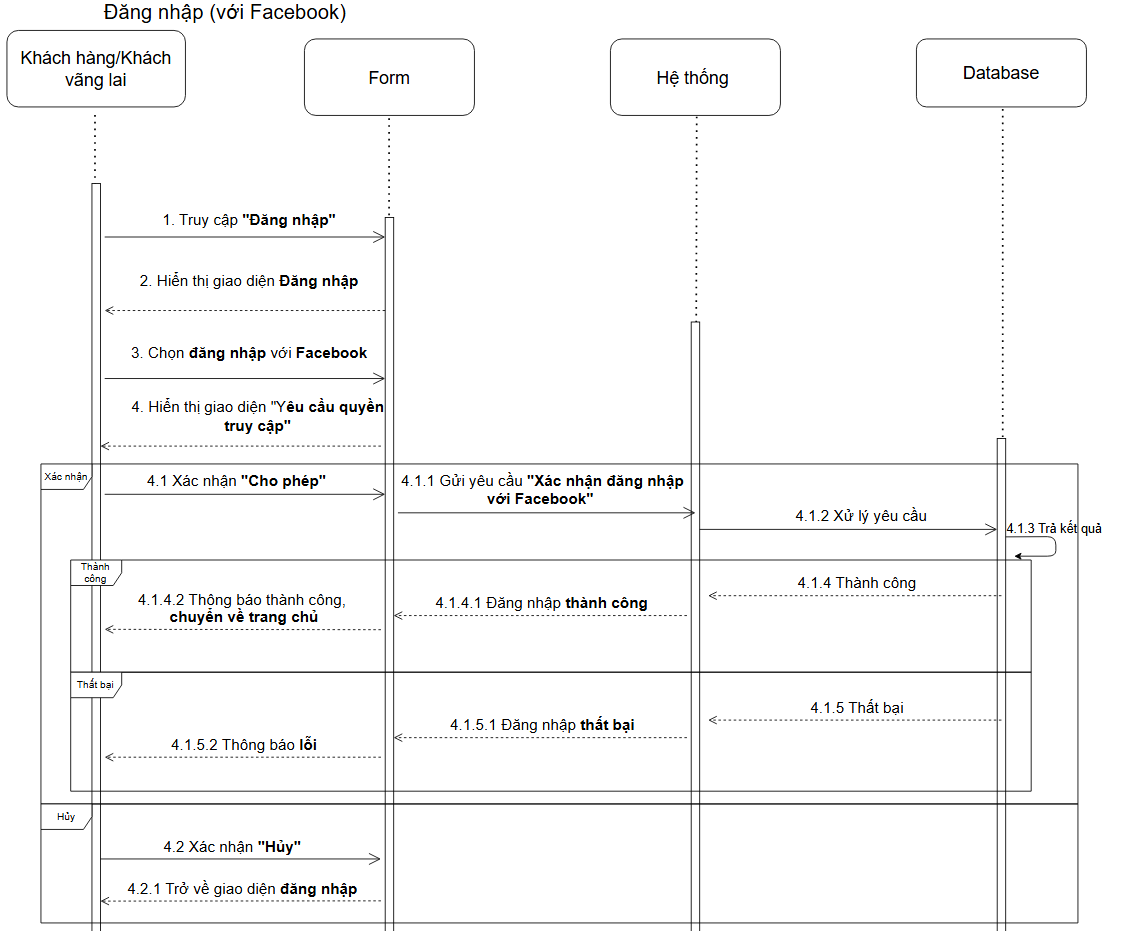 Đăng nhập (với Facebook)
Khách hàng/Khách
vãng lai
Form
Hệ thống
Database
1. Truy cập "Đăng nhập"
2. Hiển thị giao diện Đăng nhập
3. Chọn đăng nhập với Facebook
4. Hiển thị giao diện "Yêu cầu quyền
truy cập"
Xác nhận
4.1 Xác nhận "Cho phép"
4.1.1 Gửi yêu cầu "Xác nhận đăng nhập
với Facebook"
4.1.2 Xử lý yêu cầu
4.1.3 Trả kết quả
Thành
công
4.1.4 Thành công
4.1.4.1 Đăng nhập thành công
4.1.4.2 Thông báo thành công,
chuyển về trang chủ
Thất bại
4.1.5 Thất bại
4.1.5.1 Đăng nhập thất bại
4.1.5.2 Thông báo lỗi
Hủy
4.2 Xác nhận "Hủy"
4.2.1 Trở về giao diện đăng nhập